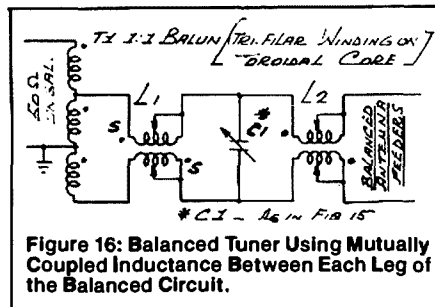 T1 1:1 BALUN [TRI.FILAR WINDING ON
TOROIDAL CORE]
50Ω
UNBAL.
L1
L2
S
S
*
C1
BALANCED
ANTENNA
FEEDERS
* C1 – AS IN FIG 15
Figure 16: Balanced Tuner Using Mutually
Coupled Inductance Between Each Leg of
the Balanced Circuit.